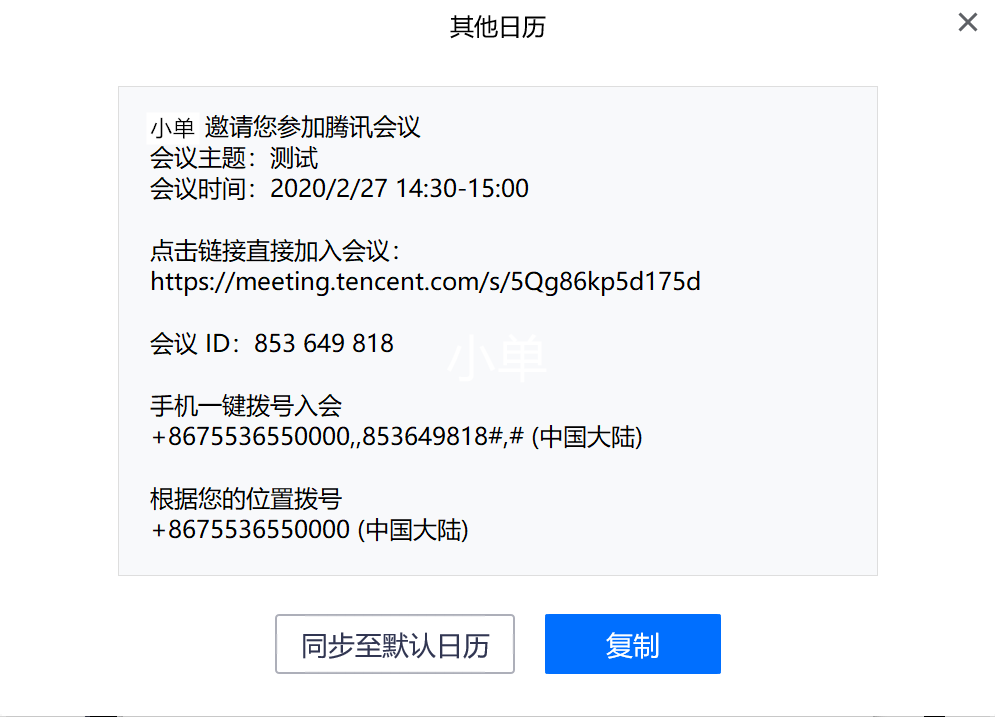 其他日历
小单 邀请您参加腾讯会议
会议主题：测试
会议时间：2020/2/27 14:30-15:00
点击链接直接加入会议：
https://meeting.tencent.com/s/5Qg86kp5d175d
会议 ID：853 649 818
小单
手机一键拨号入会
+8675536550000,,853649818#,# (中国大陆)
根据您的位置拨号
+8675536550000 (中国大陆)
同步至默认日历
复制